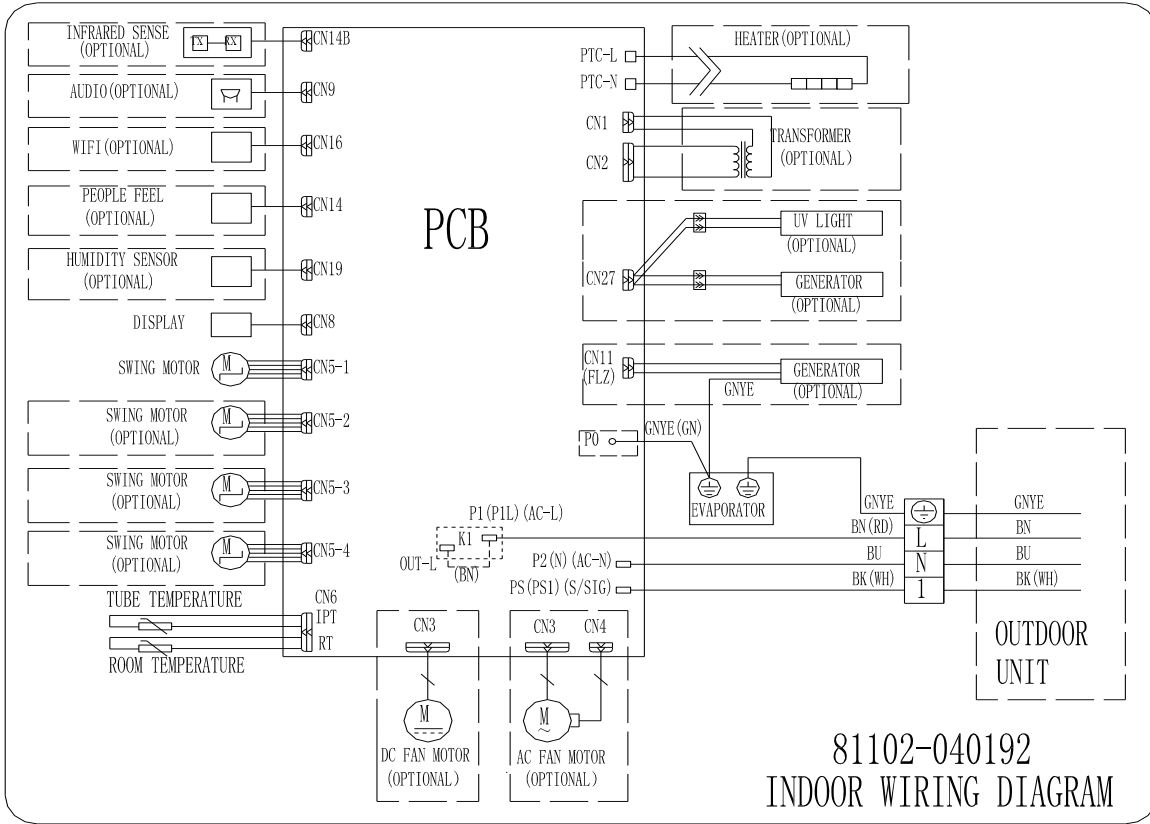 INFRARED SENSE
(OPTIONAL)
TX
RX
CN14B
AUDIO(OPTIONAL)
CN9
WIFI(OPTIONAL)
CN16
PEOPLE FEEL
(OPTIONAL)
CN14
HUMIDITY SENSOR
(OPTIONAL)
CN19
DISPLAY
CN8
SWING MOTOR
M
CN5-1
SWING MOTOR
(OPTIONAL)
M
CN5-2
SWING MOTOR
(OPTIONAL)
M
CN5-3
SWING MOTOR
(OPTIONAL)
M
CN5-4
TUBE TEMPERATURE
CN6
IPT
RT
ROOM TEMPERATURE
PCB
HEATER(OPTIONAL)
PTC-L
PTC-N
CN1
CN2
TRANSFORMER
(OPTIONAL)
CN27
UV LIGHT
(OPTIONAL)
GENERATOR
(OPTIONAL)
CN11
(FLZ)
GENERATOR
(OPTIONAL)
GNYE
P0
GNYE(GN)
EVAPORATOR
P1(P1L)(AC-L)
K1
OUT-L
(BN)
P2(N)(AC-N)
PS(PS1)(S/SIG)
GNYE
BN(RD)
BU
BK(WH)
L
N
1
GNYE
BN
BU
BK(WH)
OUTDOOR
UNIT
CN3
M
DC FAN MOTOR
(OPTIONAL)
CN3
CN4
M
~
AC FAN MOTOR
(OPTIONAL)
81102-040192
INDOOR WIRING DIAGRAM